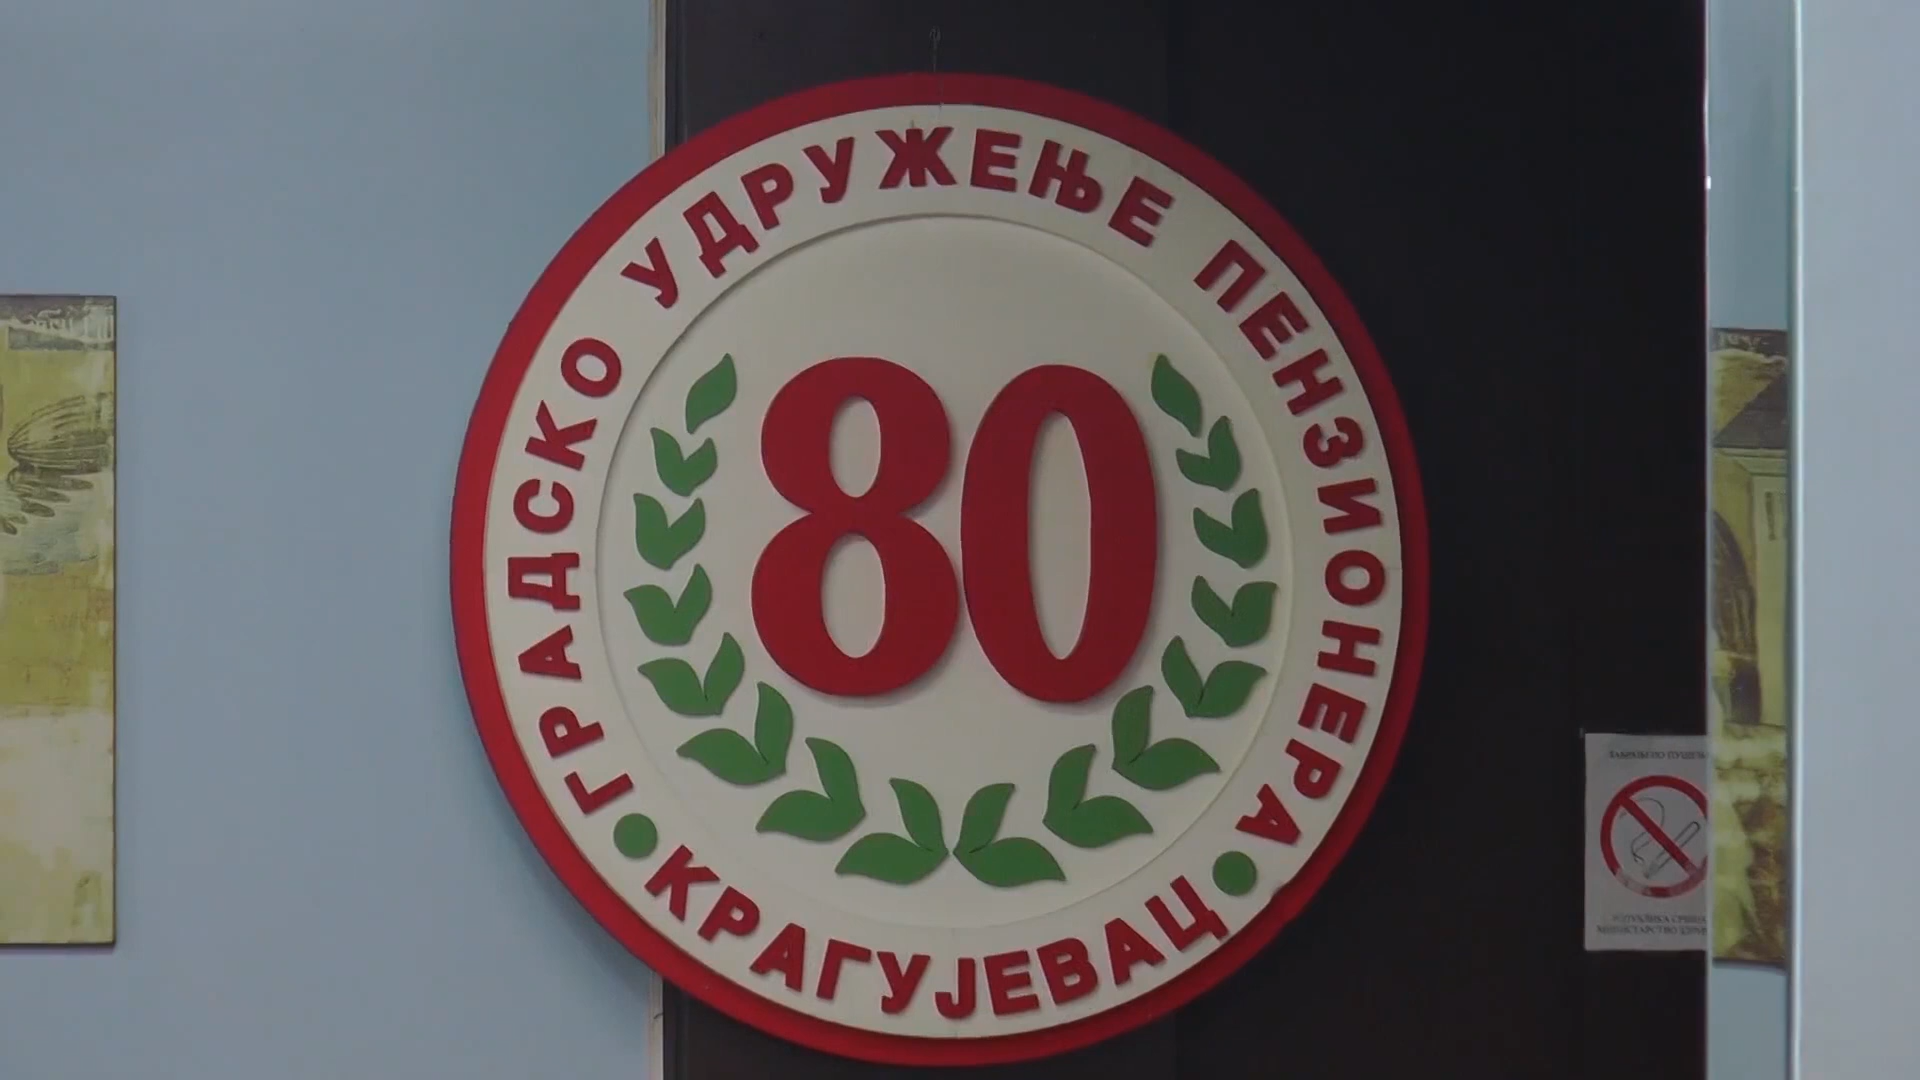 ГРАДСКО УДРУЖЕЊЕ ПЕНЗИОНЕРА
80
КРАГУЈЕВАЦ